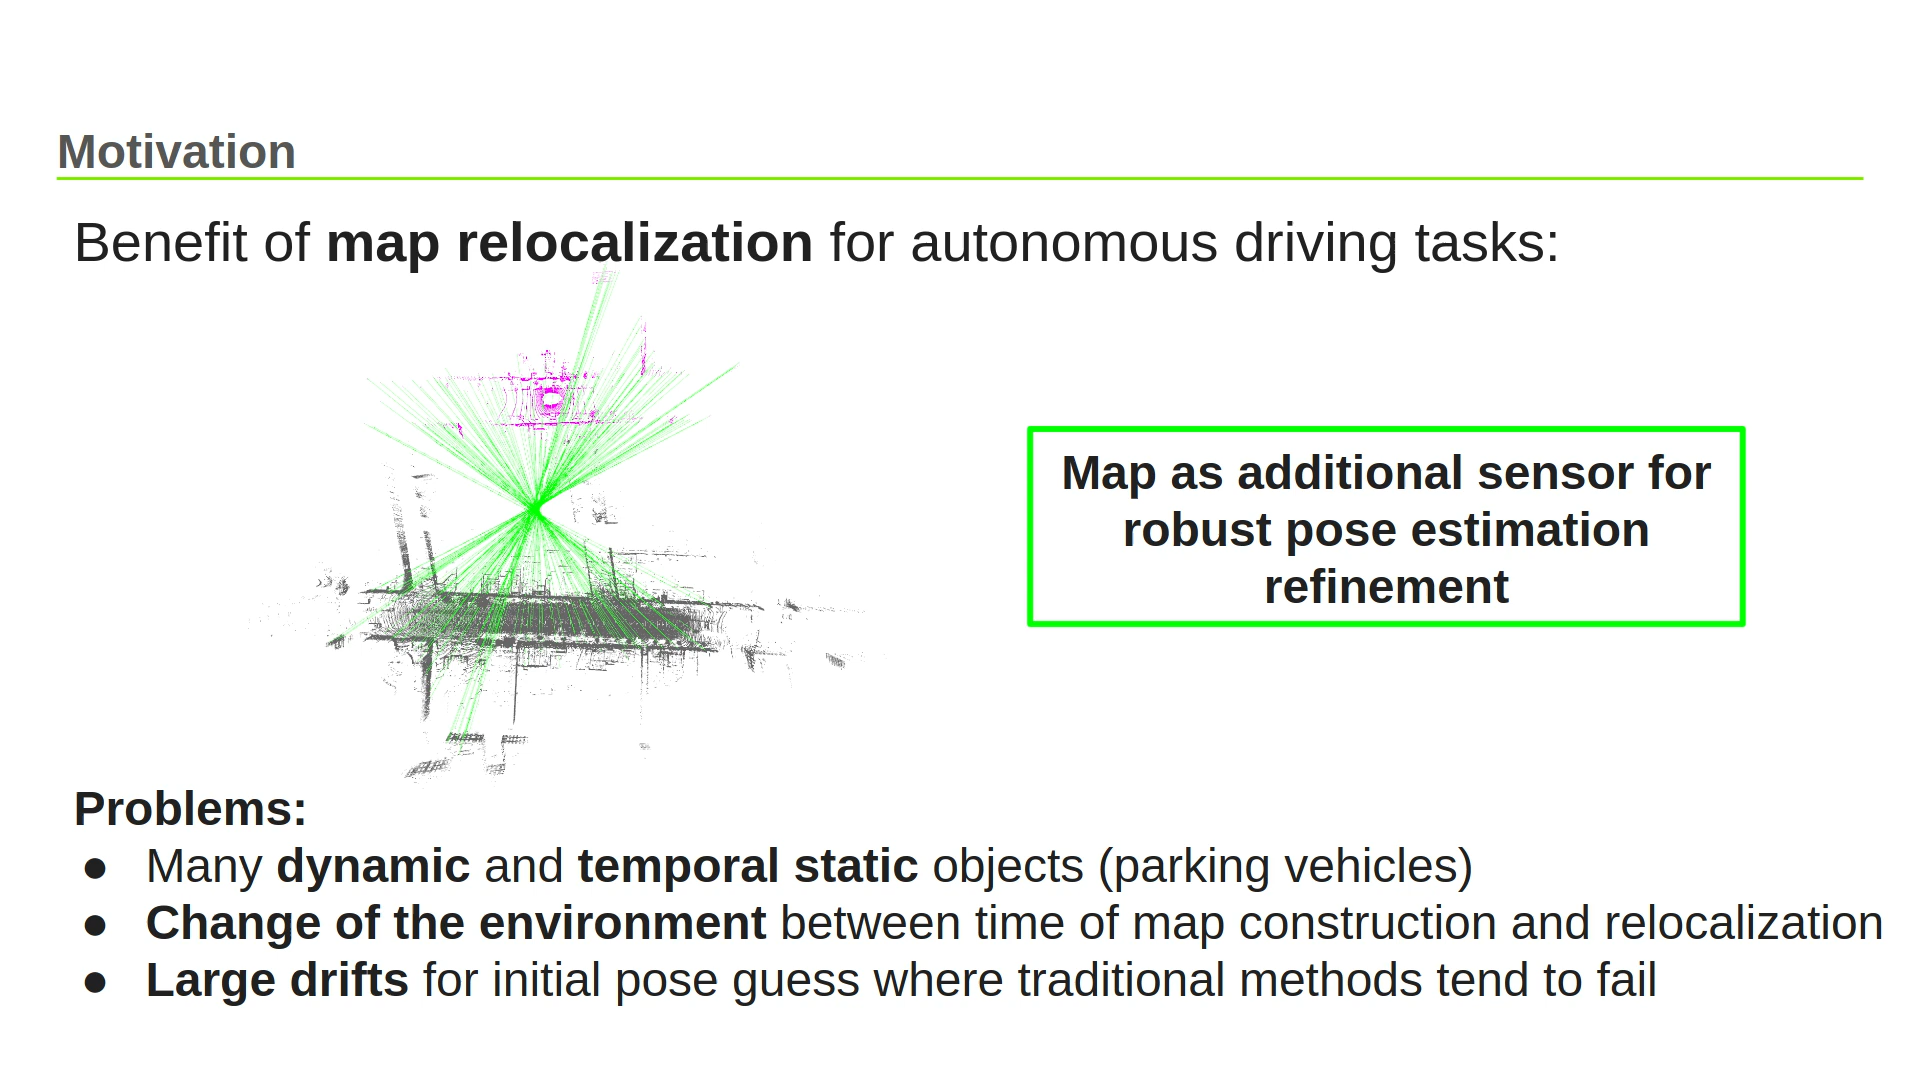 Motivation
Benefit of map relocalization for autonomous driving tasks:
Map as additional sensor for
robust pose estimation
refinement
Problems:
● Many dynamic and temporal static objects (parking vehicles)
● Change of the environment between time of map construction and relocalization
● Large drifts for initial pose guess where traditional methods tend to fail